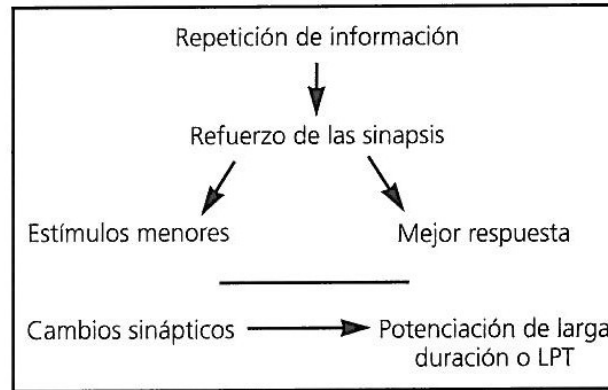 Repetición de información
Refuerzo de las sinapsis
Estímulos menores
Mejor respuesta
Cambios sinápticos
Potenciación de larga
duración o LPT